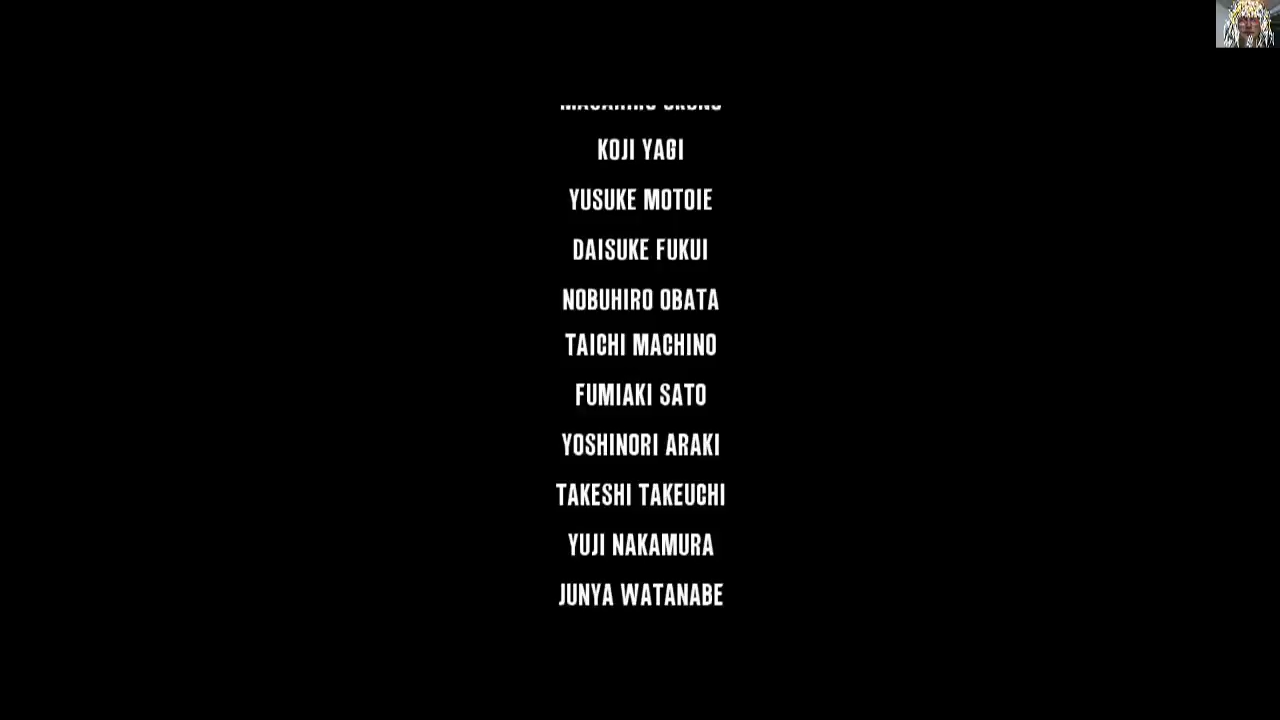 KOJI YAGI
YUSUKE MOTOIE
DAISUKE FUKUI
NOBUHIRO OBATA
TAICHI MACHINO
FUMIAKI SATO
YOSHINORI ARAKI
TAKESHI TAKEUCHI
YUJI NAKAMURA
JUNYA WATANABE